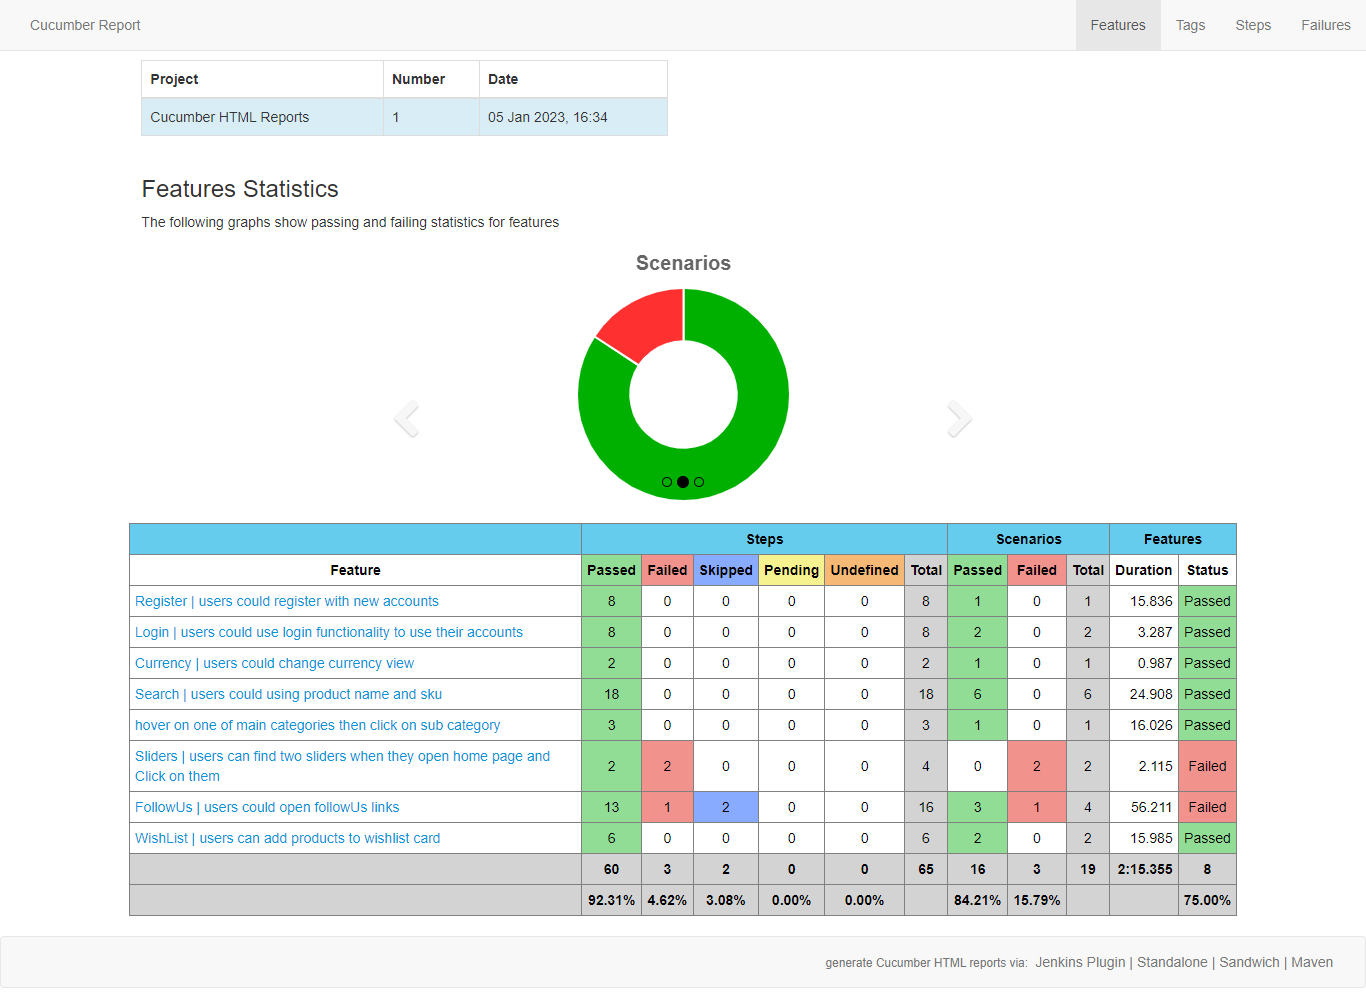 Cucumber Report Features Tags Steps Failures
Project Number Date
Cucumber HTML Reports 1 05 Jan 2023, 16:34
Features Statistics
The following graphs show passing and failing statistics for features
Scenarios
Steps Scenarios Features
Feature Passed Failed Skipped Pending Undefined Total Passed Failed Total Duration Status
Register | users could register with new accounts 8 0 0 0 0 8 1 0 1 15.836 Passed
Login | users could use login functionality to use their accounts 8 0 0 0 0 8 2 0 2 3.287 Passed
Currency | users could change currency view 2 0 0 0 0 2 1 0 1 0.987 Passed
Search | users could using product name and sku 18 0 0 0 0 18 6 0 6 24.908 Passed
hover on one of main categories then click on sub category 3 0 0 0 0 3 1 0 1 16.026 Passed
Sliders | users can find two sliders when they open home page and
Click on them 2 2 0 0 0 4 0 2 2 2.115 Failed
FollowUs | users could open followUs links 13 1 2 0 0 16 3 1 4 56.211 Failed
WishList | users can add products to wishlist card 6 0 0 0 0 6 2 0 2 15.985 Passed
60 3 2 0 0 65 16 3 19 2:15.355 8
92.31% 4.62% 3.08% 0.00% 0.00% 84.21% 15.79% 75.00%
generate Cucumber HTML reports via: Jenkins Plugin | Standalone | Sandwich | Maven